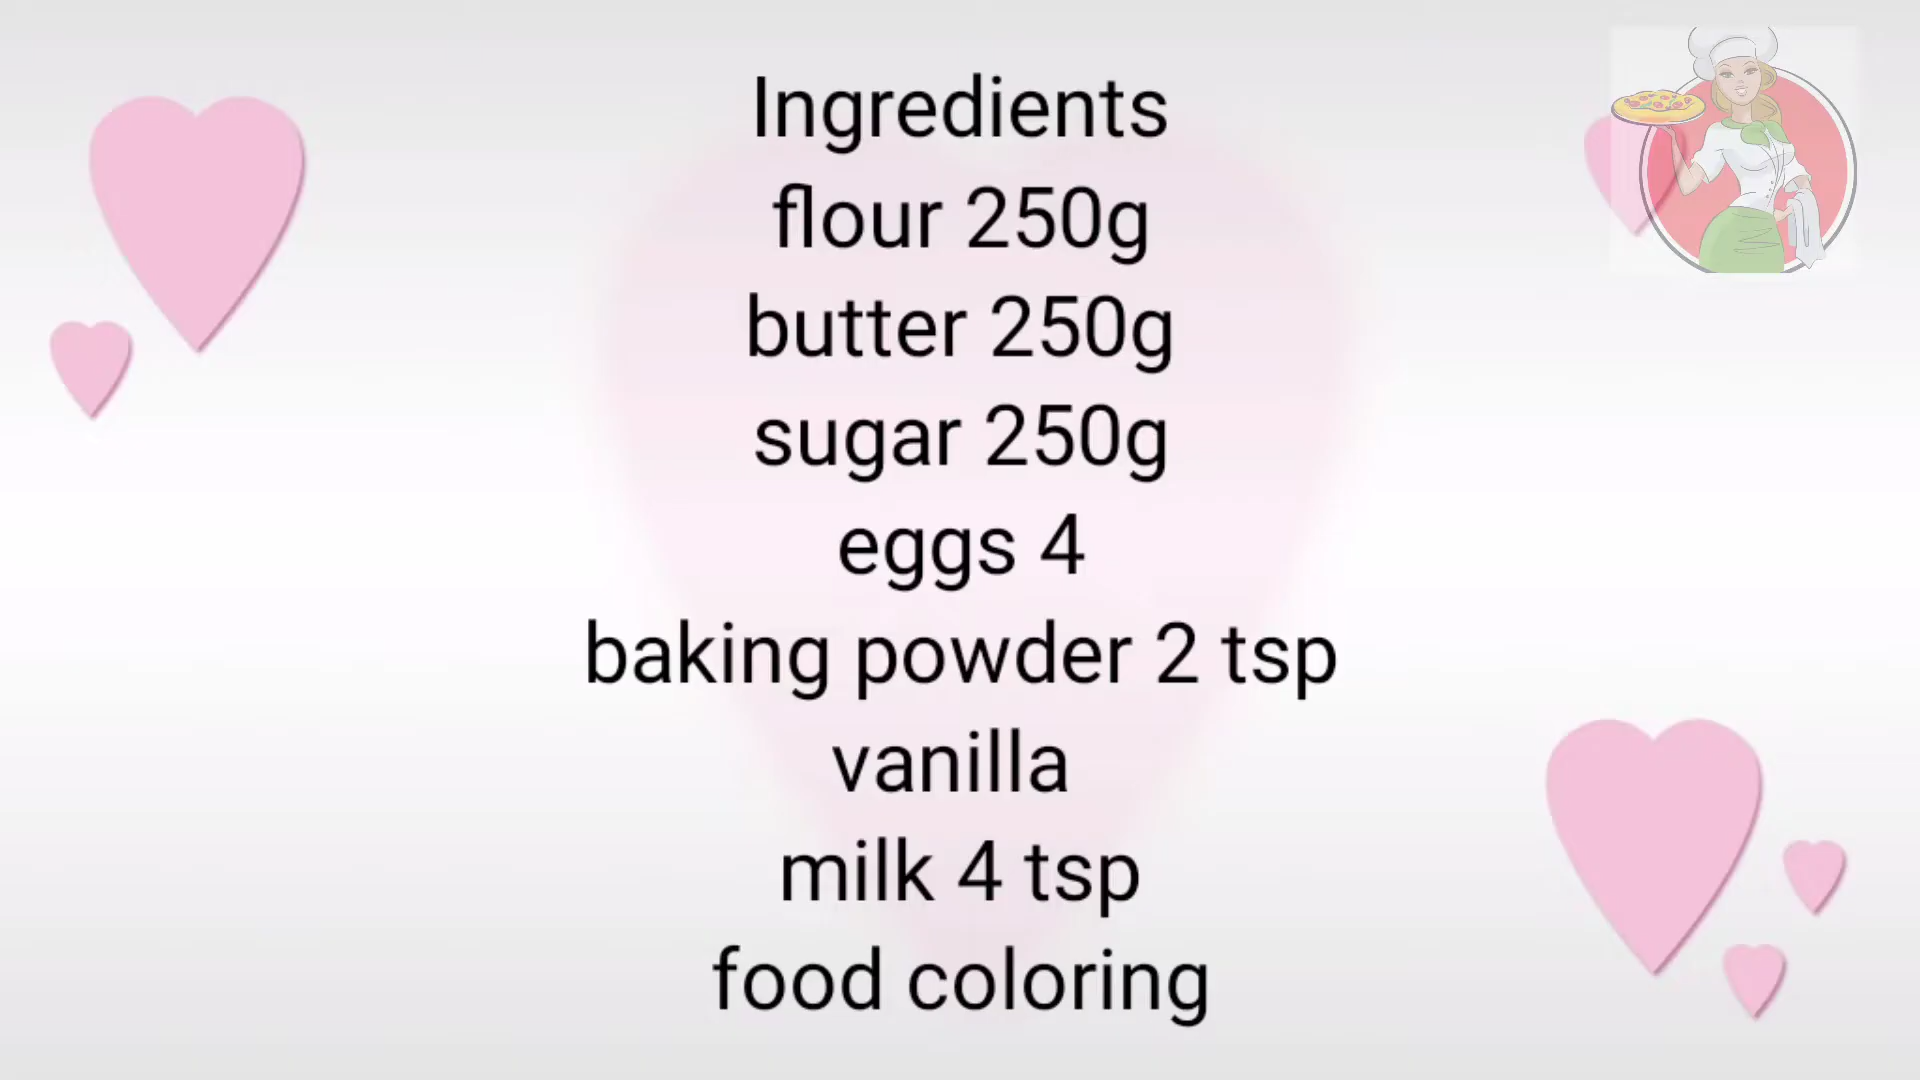 Ingredients
flour 250g
butter 250g
sugar 250g
eggs 4
baking powder 2 tsp
vanilla
milk 4 tsp
food coloring